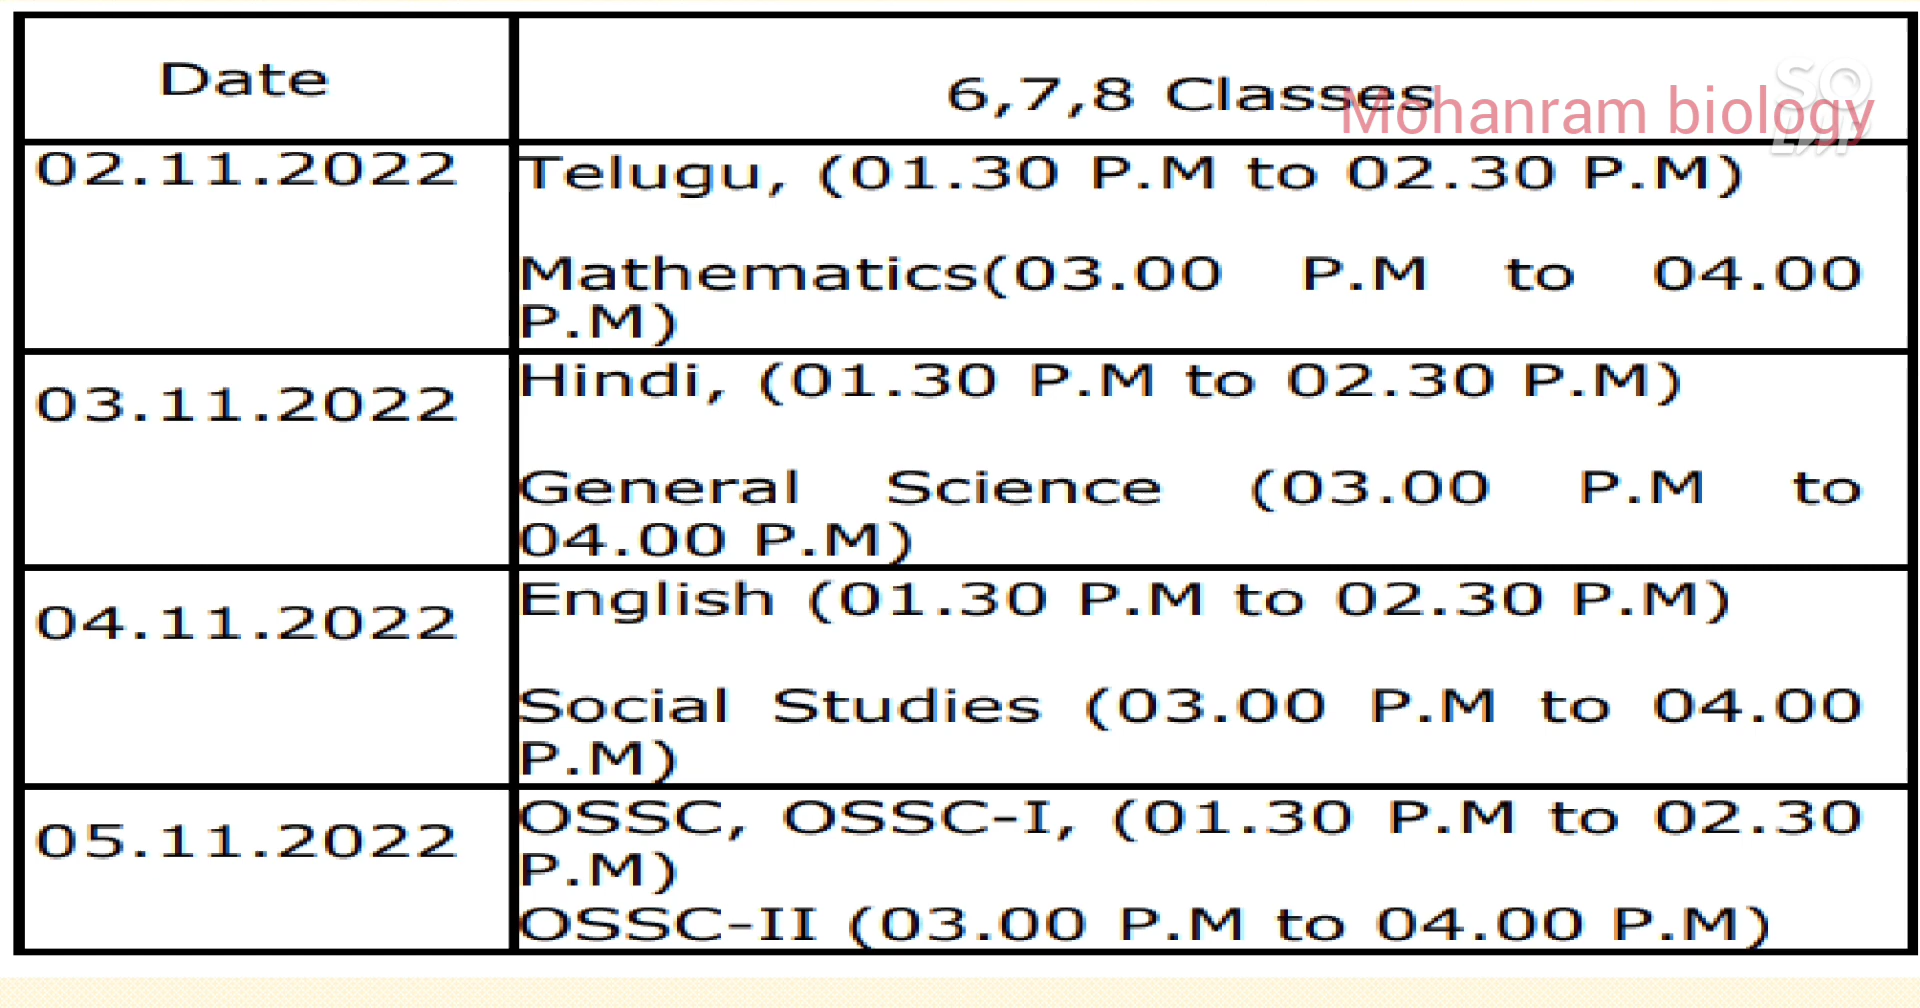 Date
6,7,8 Classes
Mohanram biology
02.11.2022
Telugu, (01.30 P.M to 02.30 P.M)
Mathematics(03.00 P.M to 04.00
P.M)
03.11.2022
Hindi, (01.30 P.M to 02.30 P.M)
General Science (03.00 P.M to
04.00 P.M)
04.11.2022
English (01.30 P.M to 02.30 P.M)
Social Studies (03.00 P.M to 04.00
P.M)
05.11.2022
OSSC, OSSC-I, (01.30 P.M to 02.30
P.M)
OSSC-II (03.00 P.M to 04.00 P.M)